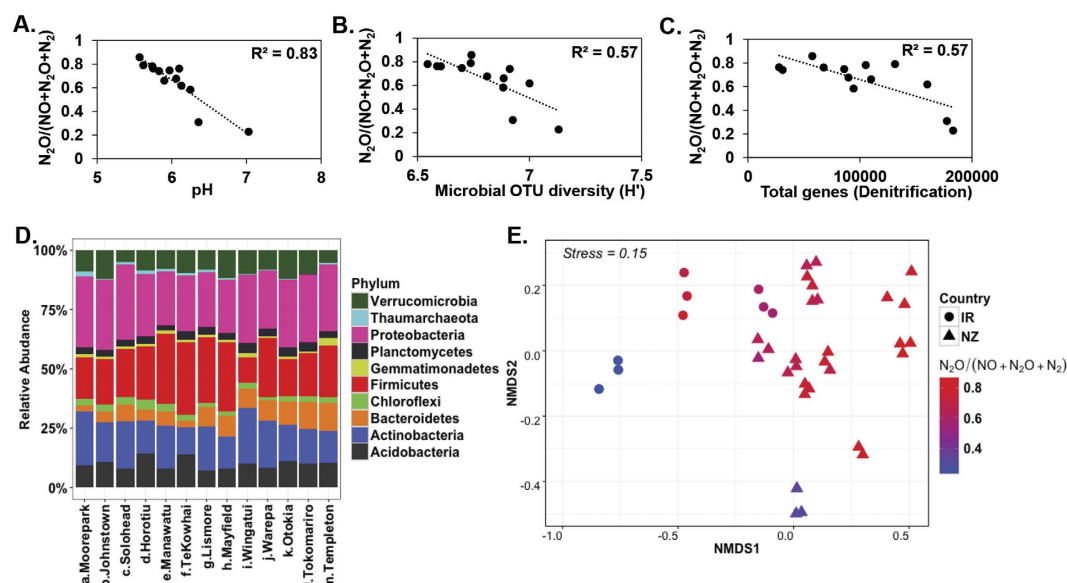 A.
N₂O/(NO+N₂O+N₂)
1
0.8
0.6
0.4
0.2
0
R² = 0.83
5
6
7
8
pH
B.
N₂O/(NO+N₂O+N₂)
1
0.8
0.6
0.4
0.2
0
R² = 0.57
6.5
7
7.5
Microbial OTU diversity (H')
C.
N₂O/(NO+N₂O+N₂)
1
0.8
0.6
0.4
0.2
0
R² = 0.57
0
100000
200000
Total genes (Denitrification)
D.
Relative Abudance
100%
75%
50%
25%
0%
a.Moorepark
b.Johnstown
c.Solohead
d.Horotiu
e.Manawatu
f.TeKowhai
g.Lismore
h.Mayfield
i.Wingatui
j.Warepa
k.Otokia
l.Tokomariro
n.Templeton
Phylum
Verrucomicrobia
Thaumarchaeota
Proteobacteria
Planctomycetes
Gemmatimonadetes
Firmicutes
Chloroflexi
Bacteroidetes
Actinobacteria
Acidobacteria
E.
Stress = 0.15
NMDS2
0.2
0.0
-0.2
-0.4
-1.0
-0.5
0.0
0.5
NMDS1
Country
IR
NZ
N₂O/(NO+N₂O+N₂)
0.8
0.6
0.4